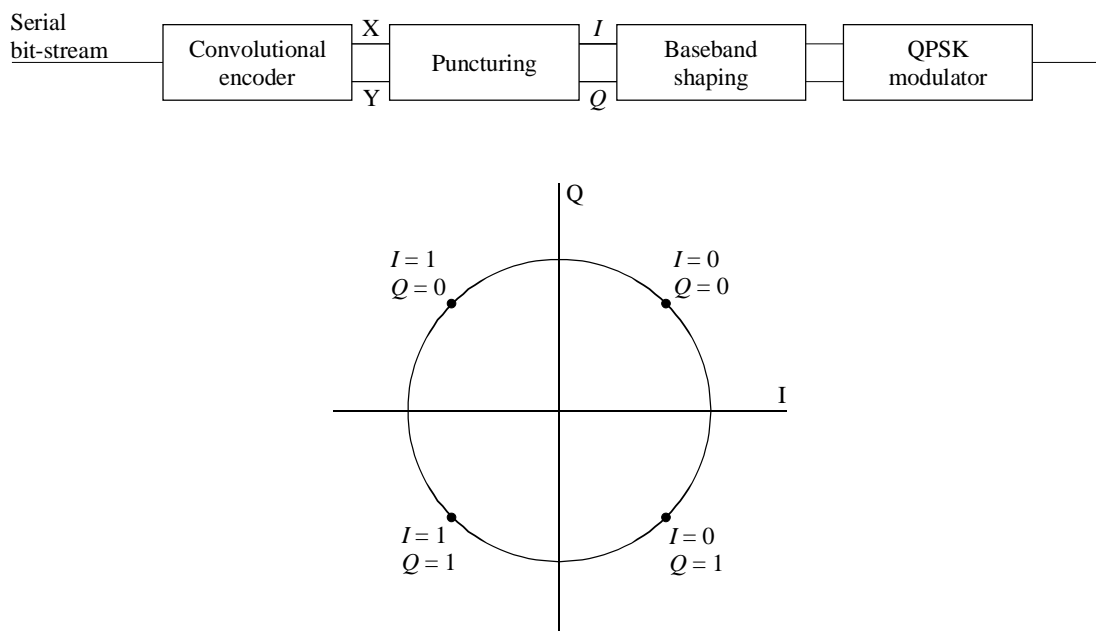 Serial
bit-stream
Convolutional
encoder
X
Y
Puncturing
I
Q
Baseband
shaping
QPSK
modulator
Q
I
I = 1
Q = 0
I = 0
Q = 0
I = 1
Q = 1
I = 0
Q = 1